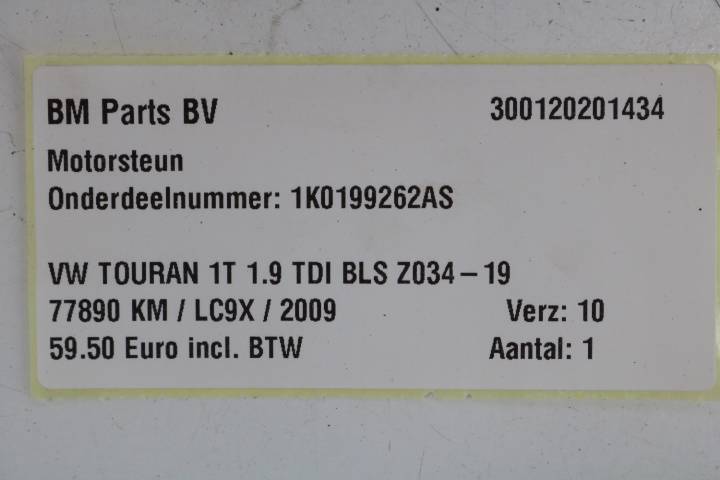 BM Parts BV 300120201434
Motorsteun
Onderdeelnummer: 1K0199262AS
VW TOURAN 1T 1.9 TDI BLS Z034-19
77890 KM / LC9X / 2009 Verz: 10
59.50 Euro incl. BTW Aantal: 1